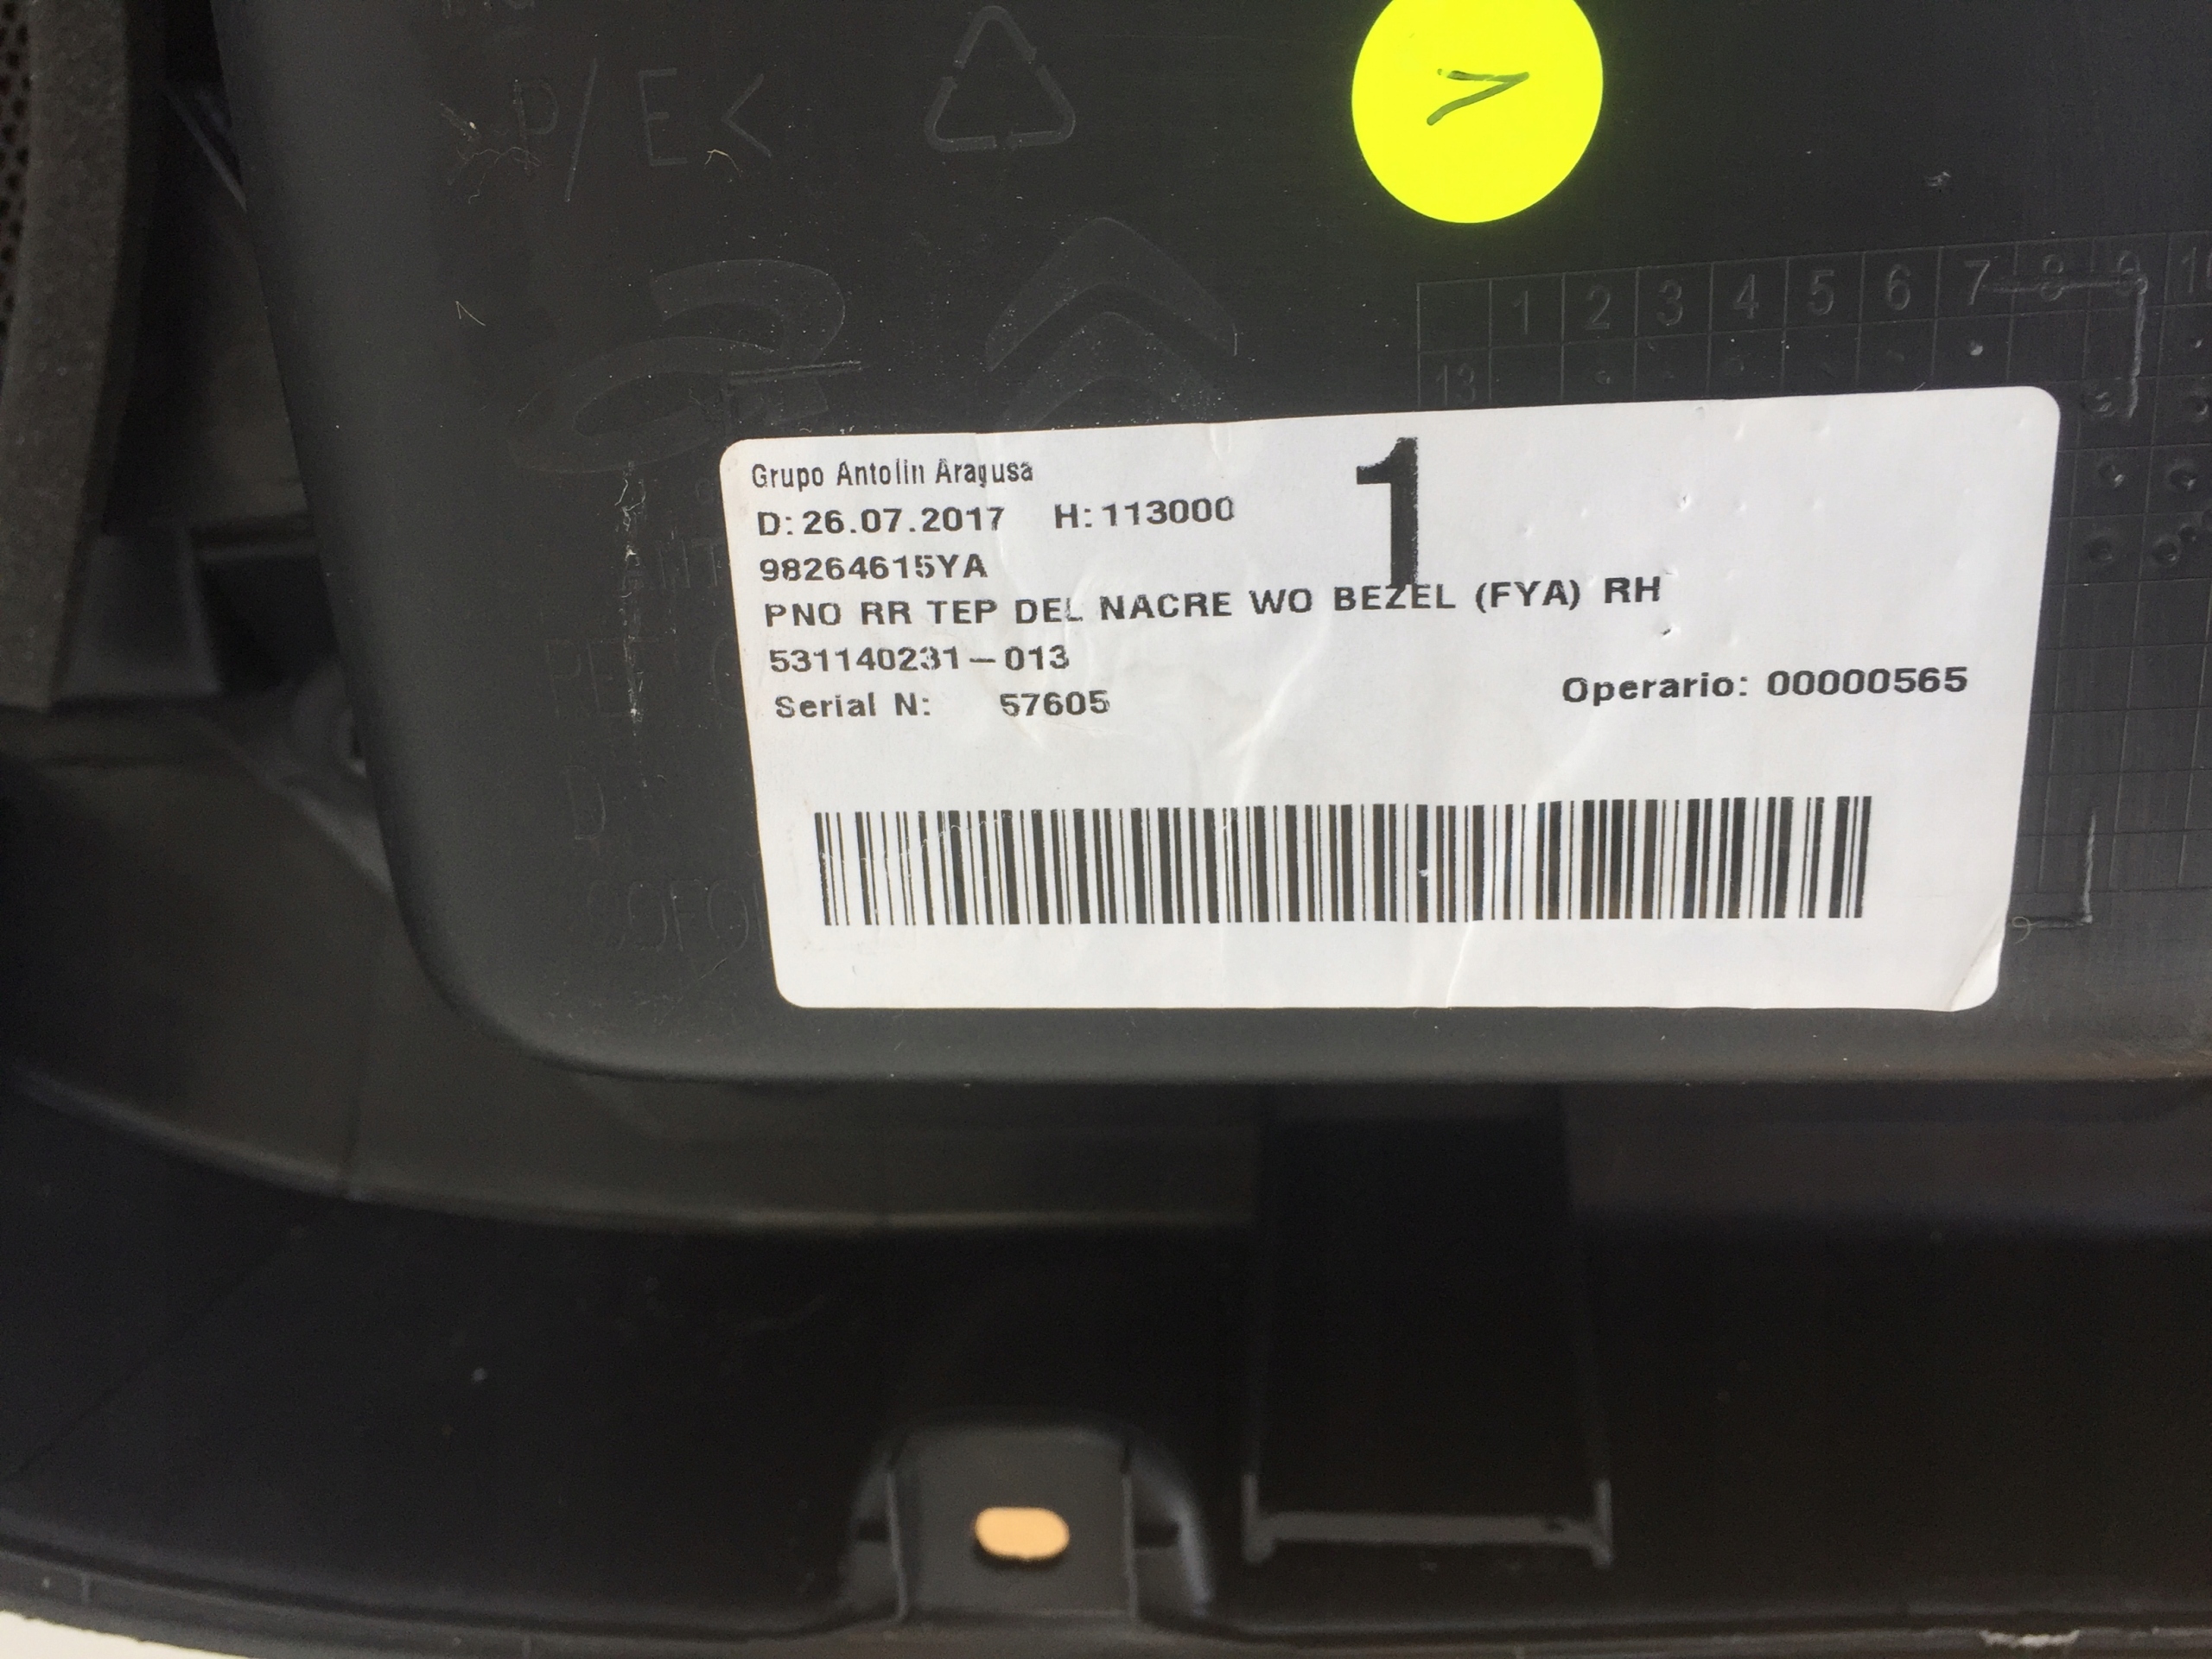 P/E<
1 2 3 4 5 6 7 8 9 10
13
Grupo Antolin Aragusa
1
D: 26.07.2017 H: 113000
98264615YA
PNO RR TEP DEL NACRE WO BEZEL (FYA) RH
531140231-013
Serial N: 57605
Operario: 00000565